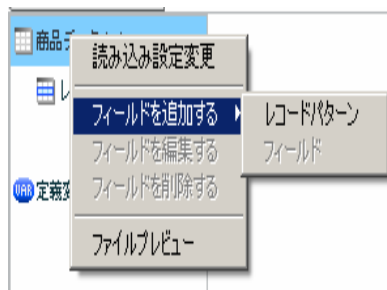 商品デ
読み込み設定変更
レ
フィールドを追加する
レコードパターン
フィールドを編集する
フィールド
VAR 定義変
フィールドを削除する
ファイルプレビュー